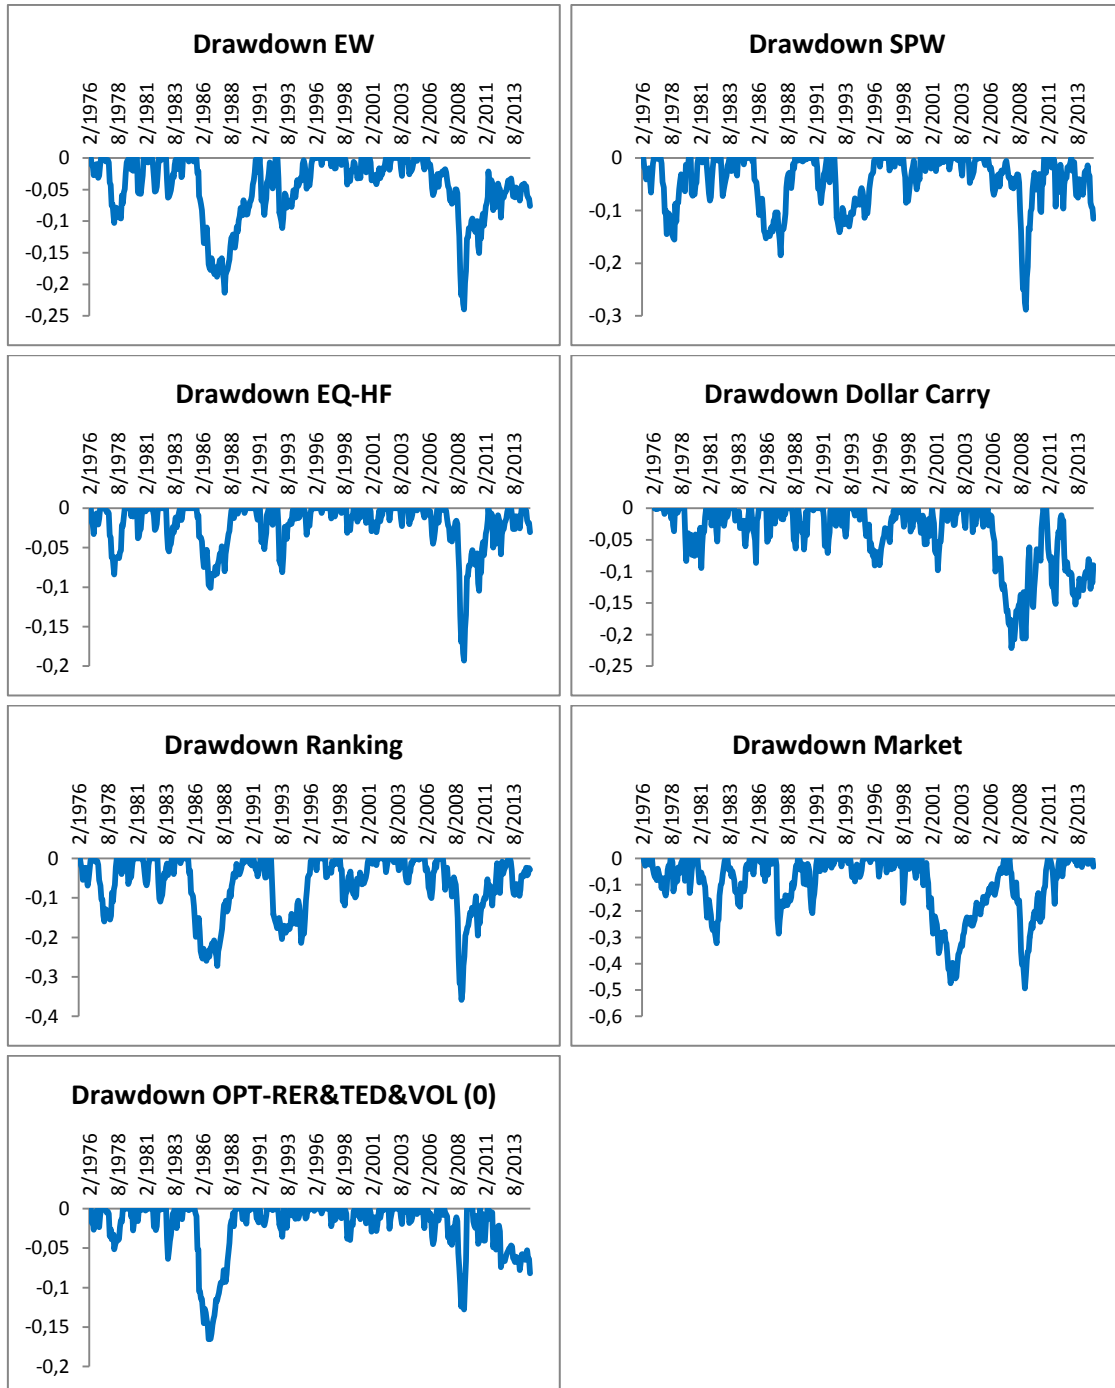 Drawdown EW
2/1976 8/1978 2/1981 8/1983 2/1986 8/1988 2/1991 8/1993 2/1996 8/1998 2/2001 8/2003 2/2006 8/2008 2/2011 8/2013
0
-0,05
-0,1
-0,15
-0,2
-0,25
Drawdown SPW
2/1976 8/1978 2/1981 8/1983 2/1986 8/1988 2/1991 8/1993 2/1996 8/1998 2/2001 8/2003 2/2006 8/2008 2/2011 8/2013
0
-0,1
-0,2
-0,3
Drawdown EQ-HF
2/1976 8/1978 2/1981 8/1983 2/1986 8/1988 2/1991 8/1993 2/1996 8/1998 2/2001 8/2003 2/2006 8/2008 2/2011 8/2013
0
-0,05
-0,1
-0,15
-0,2
Drawdown Dollar Carry
2/1976 8/1978 2/1981 8/1983 2/1986 8/1988 2/1991 8/1993 2/1996 8/1998 2/2001 8/2003 2/2006 8/2008 2/2011 8/2013
0
-0,05
-0,1
-0,15
-0,2
-0,25
Drawdown Ranking
2/1976 8/1978 2/1981 8/1983 2/1986 8/1988 2/1991 8/1993 2/1996 8/1998 2/2001 8/2003 2/2006 8/2008 2/2011 8/2013
0
-0,1
-0,2
-0,3
-0,4
Drawdown Market
2/1976 8/1978 2/1981 8/1983 2/1986 8/1988 2/1991 8/1993 2/1996 8/1998 2/2001 8/2003 2/2006 8/2008 2/2011 8/2013
0
-0,1
-0,2
-0,3
-0,4
-0,5
-0,6
Drawdown OPT-RER&TED&VOL (0)
2/1976 8/1978 2/1981 8/1983 2/1986 8/1988 2/1991 8/1993 2/1996 8/1998 2/2001 8/2003 2/2006 8/2008 2/2011 8/2013
0
-0,05
-0,1
-0,15
-0,2